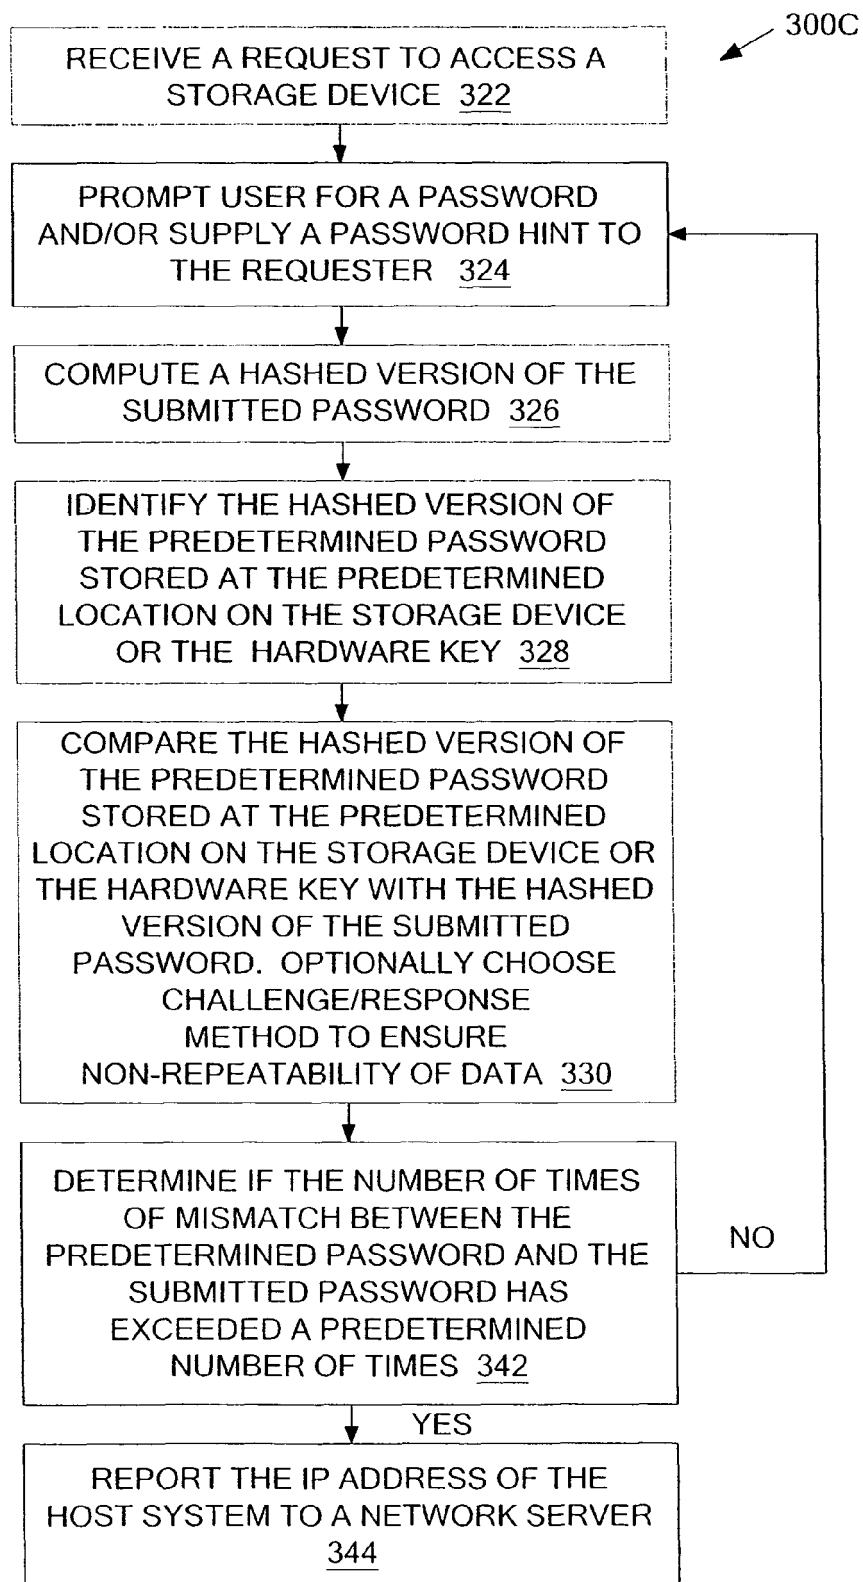 300C
RECEIVE A REQUEST TO ACCESS A
STORAGE DEVICE 322
PROMPT USER FOR A PASSWORD
AND/OR SUPPLY A PASSWORD HINT TO
THE REQUESTER 324
COMPUTE A HASHED VERSION OF THE
SUBMITTED PASSWORD 326
IDENTIFY THE HASHED VERSION OF
THE PREDETERMINED PASSWORD
STORED AT THE PREDETERMINED
LOCATION ON THE STORAGE DEVICE
OR THE HARDWARE KEY 328
COMPARE THE HASHED VERSION OF
THE PREDETERMINED PASSWORD
STORED AT THE PREDETERMINED
LOCATION ON THE STORAGE DEVICE OR
THE HARDWARE KEY WITH THE HASHED
VERSION OF THE SUBMITTED
PASSWORD. OPTIONALLY CHOOSE
CHALLENGE/RESPONSE
METHOD TO ENSURE
NON-REPEATABILITY OF DATA 330
DETERMINE IF THE NUMBER OF TIMES
OF MISMATCH BETWEEN THE
PREDETERMINED PASSWORD AND THE
SUBMITTED PASSWORD HAS
EXCEEDED A PREDETERMINED
NUMBER OF TIMES 342
NO
YES
REPORT THE IP ADDRESS OF THE
HOST SYSTEM TO A NETWORK SERVER
344